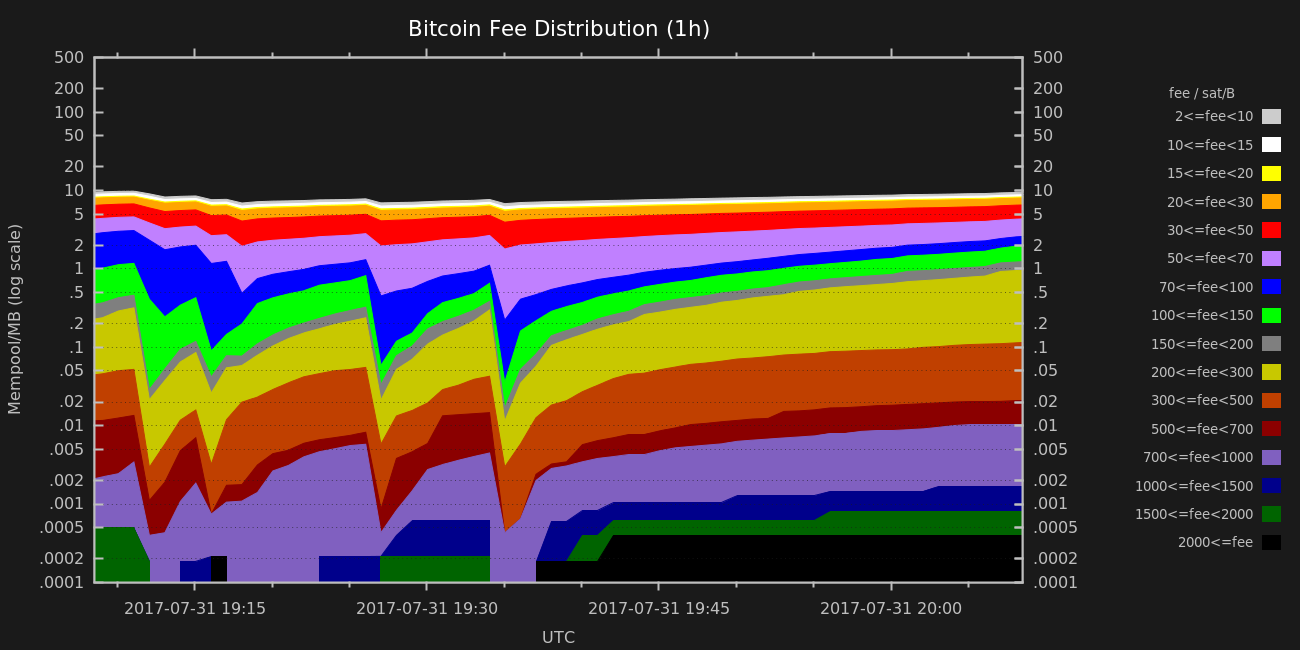 Bitcoin Fee Distribution (1h)
500 500
200 200
100 100
50 50
20 20
10 10
5 5
2 2
1 1
.5 .5
.2 .2
.1 .1
.05 .05
.02 .02
.01 .01
.005 .005
.002 .002
.001 .001
.0005 .0005
.0002 .0002
.0001 .0001
Mempool/MB (log scale)
2017-07-31 19:15 2017-07-31 19:30 2017-07-31 19:45 2017-07-31 20:00
UTC
fee / sat/B
2<=fee<10
10<=fee<15
15<=fee<20
20<=fee<30
30<=fee<50
50<=fee<70
70<=fee<100
100<=fee<150
150<=fee<200
200<=fee<300
300<=fee<500
500<=fee<700
700<=fee<1000
1000<=fee<1500
1500<=fee<2000
2000<=fee